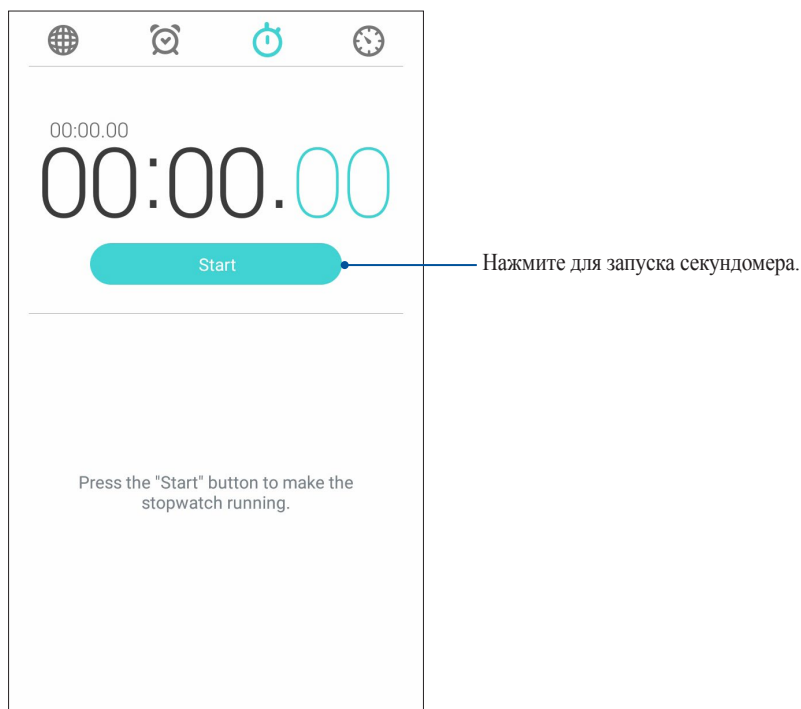 00:00.00
00:00.00
Start
Нажмите для запуска секундомера.
Press the "Start" button to make the
stopwatch running.